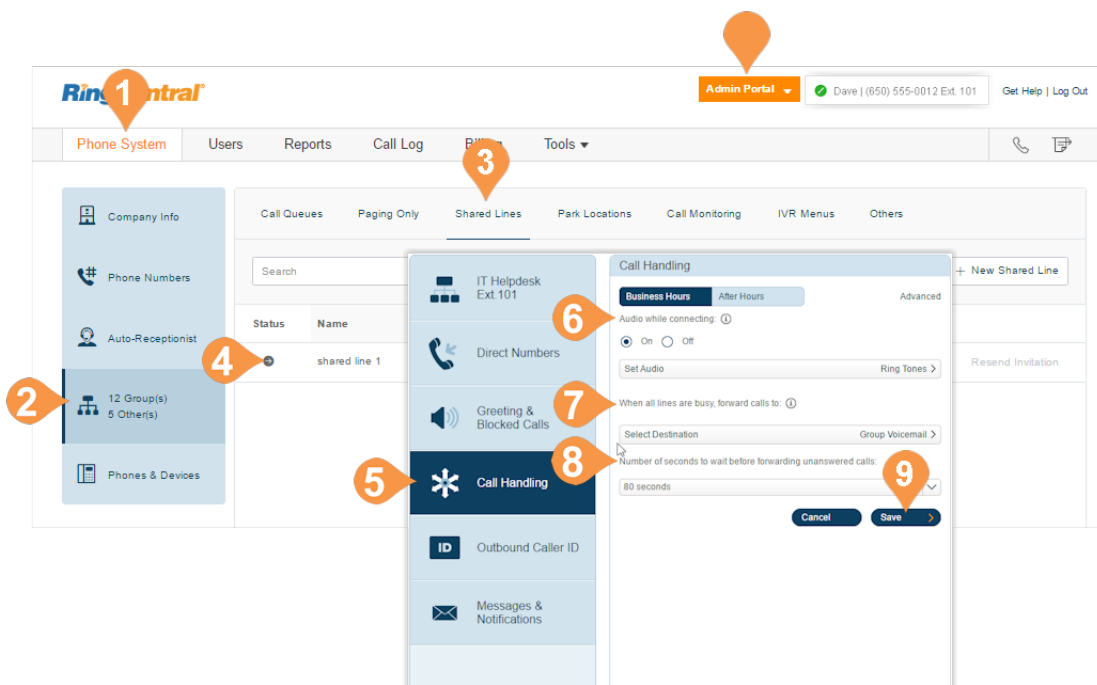 Admin Portal
Dave | (650) 555-0012 Ext. 101
Get Help | Log Out
1
Phone System
Users
Reports
Call Log
Tools
3
Company Info
Phone Numbers
Auto-Receptionist
2
12 Group(s)
5 Other(s)
Phones & Devices
Call Queues
Paging Only
Shared Lines
Park Locations
Call Monitoring
IVR Menus
Others
Search
+ New Shared Line
Status
Name
4
shared line 1
Resend Invitation
IT Helpdesk
Ext.101
Direct Numbers
Greeting &
Blocked Calls
5
Call Handling
ID
Outbound Caller ID
Messages &
Notifications
Call Handling
Business Hours
After Hours
Advanced
6
Audio while connecting:
On
Off
Set Audio
Ring Tones >
7
When all lines are busy, forward calls to:
Select Destination
Group Voicemail >
8
Number of seconds to wait before forwarding unanswered calls:
80 seconds
9
Cancel
Save >